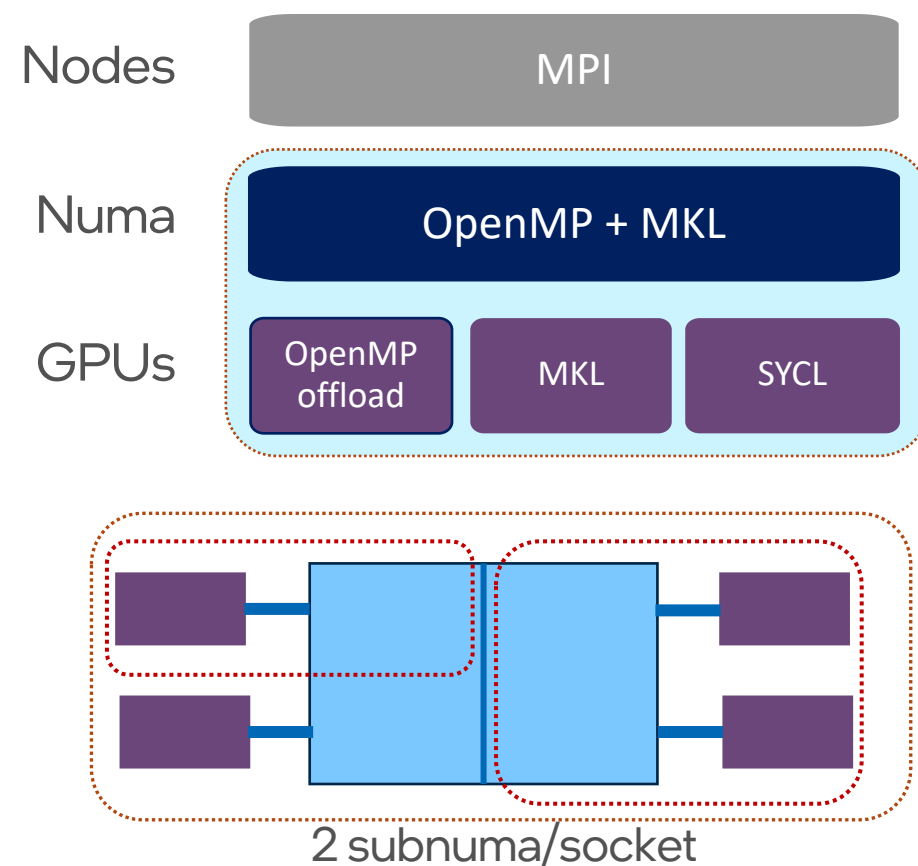 Nodes
MPI
Numa
OpenMP + MKL
GPUs
OpenMP
offload
MKL
SYCL
2 subnuma/socket